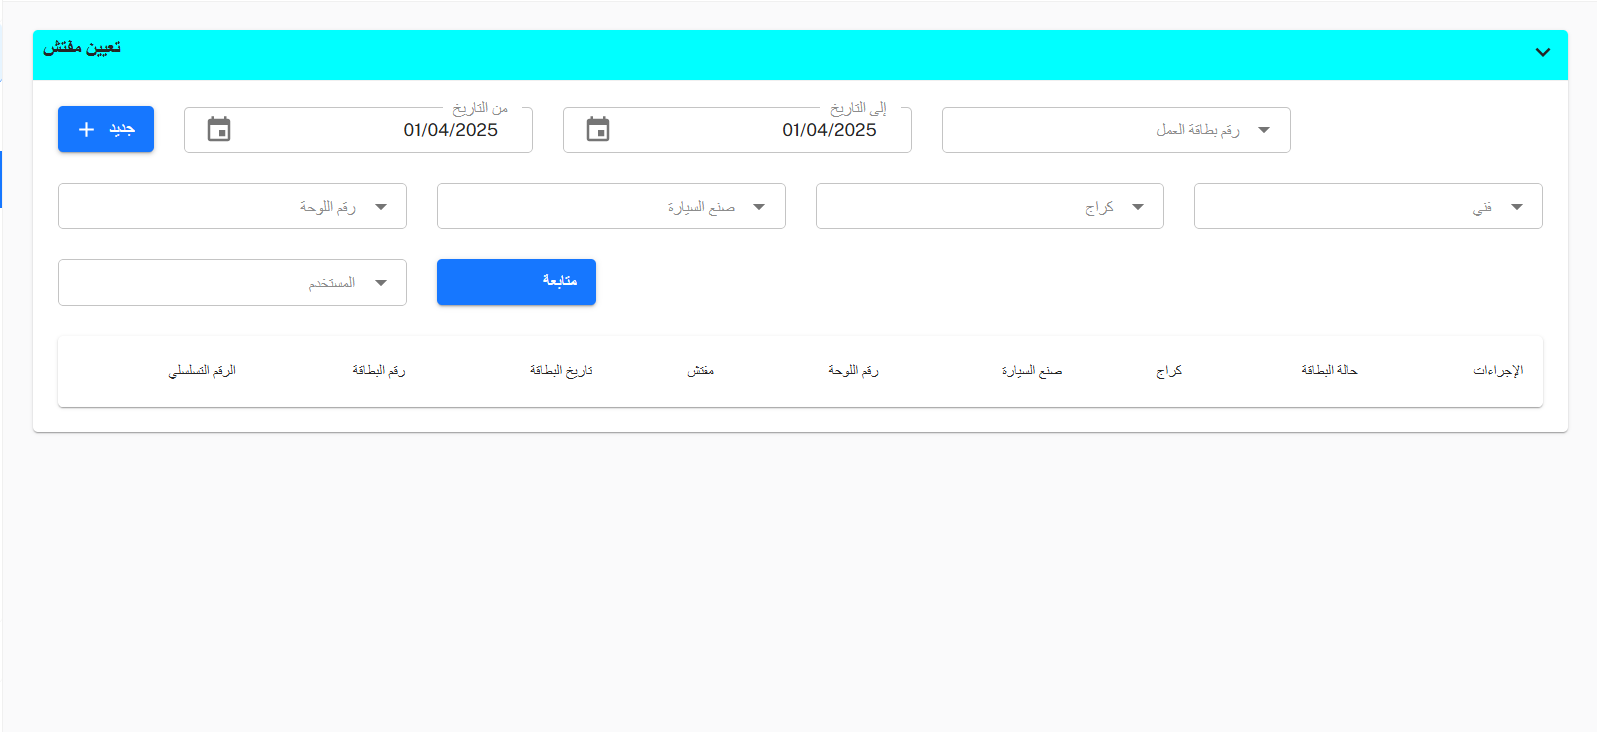 تعيين مفتش
جديد
من التاريخ
01/04/2025
إلى التاريخ
01/04/2025
رقم بطاقة العمل
رقم اللوحة
صنع السيارة
كراج
فني
المستخدم
متابعة
الرقم التسلسلي
رقم البطاقة
تاريخ البطاقة
مفتش
رقم اللوحة
صنع السيارة
كراج
حالة البطاقة
الإجراءات